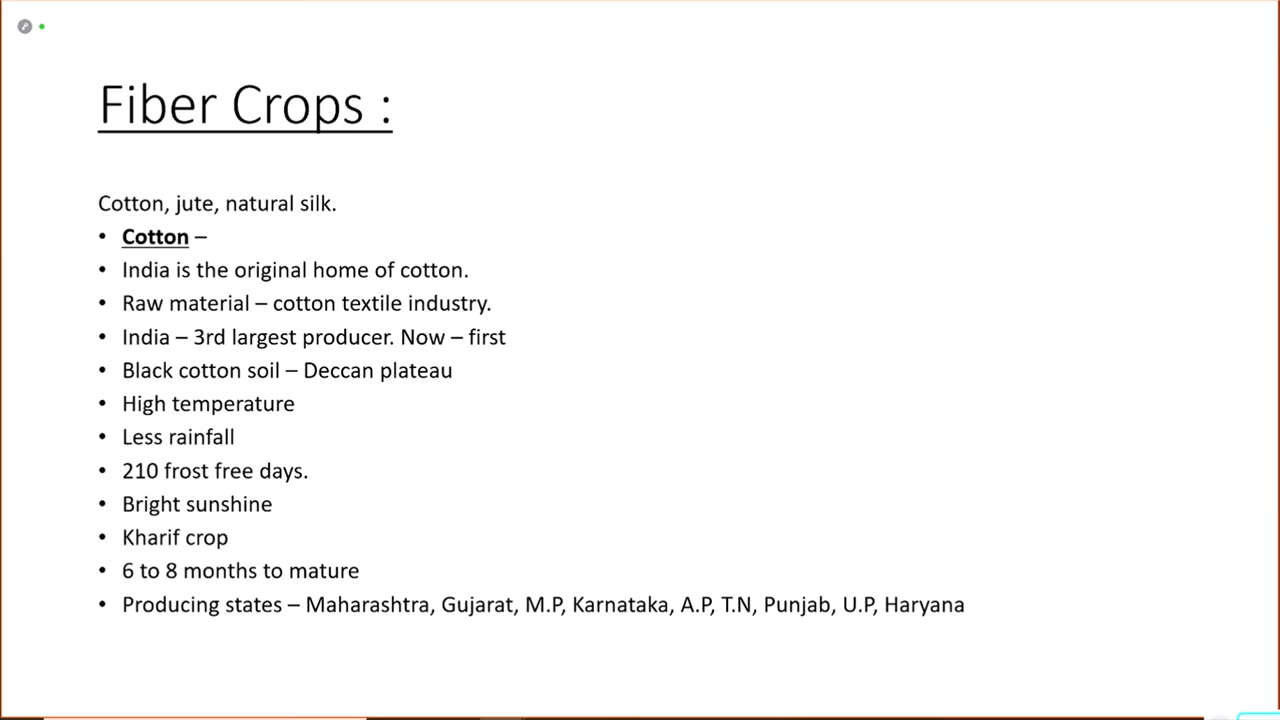 Fiber Crops :
Cotton, jute, natural silk.
• Cotton –
• India is the original home of cotton.
• Raw material – cotton textile industry.
• India – 3rd largest producer. Now – first
• Black cotton soil – Deccan plateau
• High temperature
• Less rainfall
• 210 frost free days.
• Bright sunshine
• Kharif crop
• 6 to 8 months to mature
• Producing states – Maharashtra, Gujarat, M.P, Karnataka, A.P, T.N, Punjab, U.P, Haryana